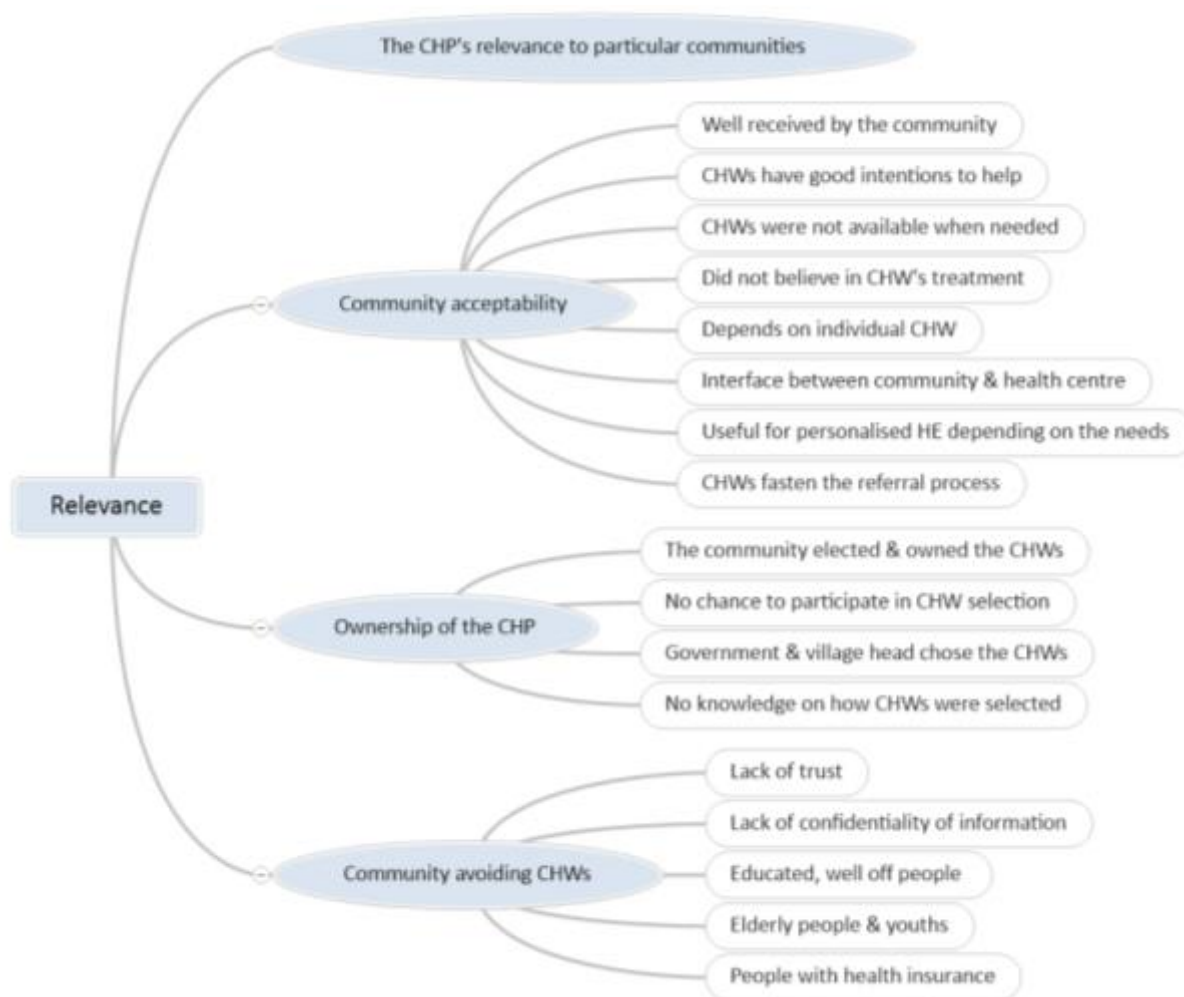 The CHP's relevance to particular communities
Well received by the community
CHWs have good intentions to help
CHWs were not available when needed
Did not believe in CHW's treatment
Community acceptability
Depends on individual CHW
Interface between community & health centre
Useful for personalised HE depending on the needs
CHWs fasten the referral process
Relevance
The community elected & owned the CHWs
No chance to participate in CHW selection
Ownership of the CHP
Government & village head chose the CHWs
No knowledge on how CHWs were selected
Lack of trust
Lack of confidentiality of information
Community avoiding CHWs
Educated, well off people
Elderly people & youths
People with health insurance